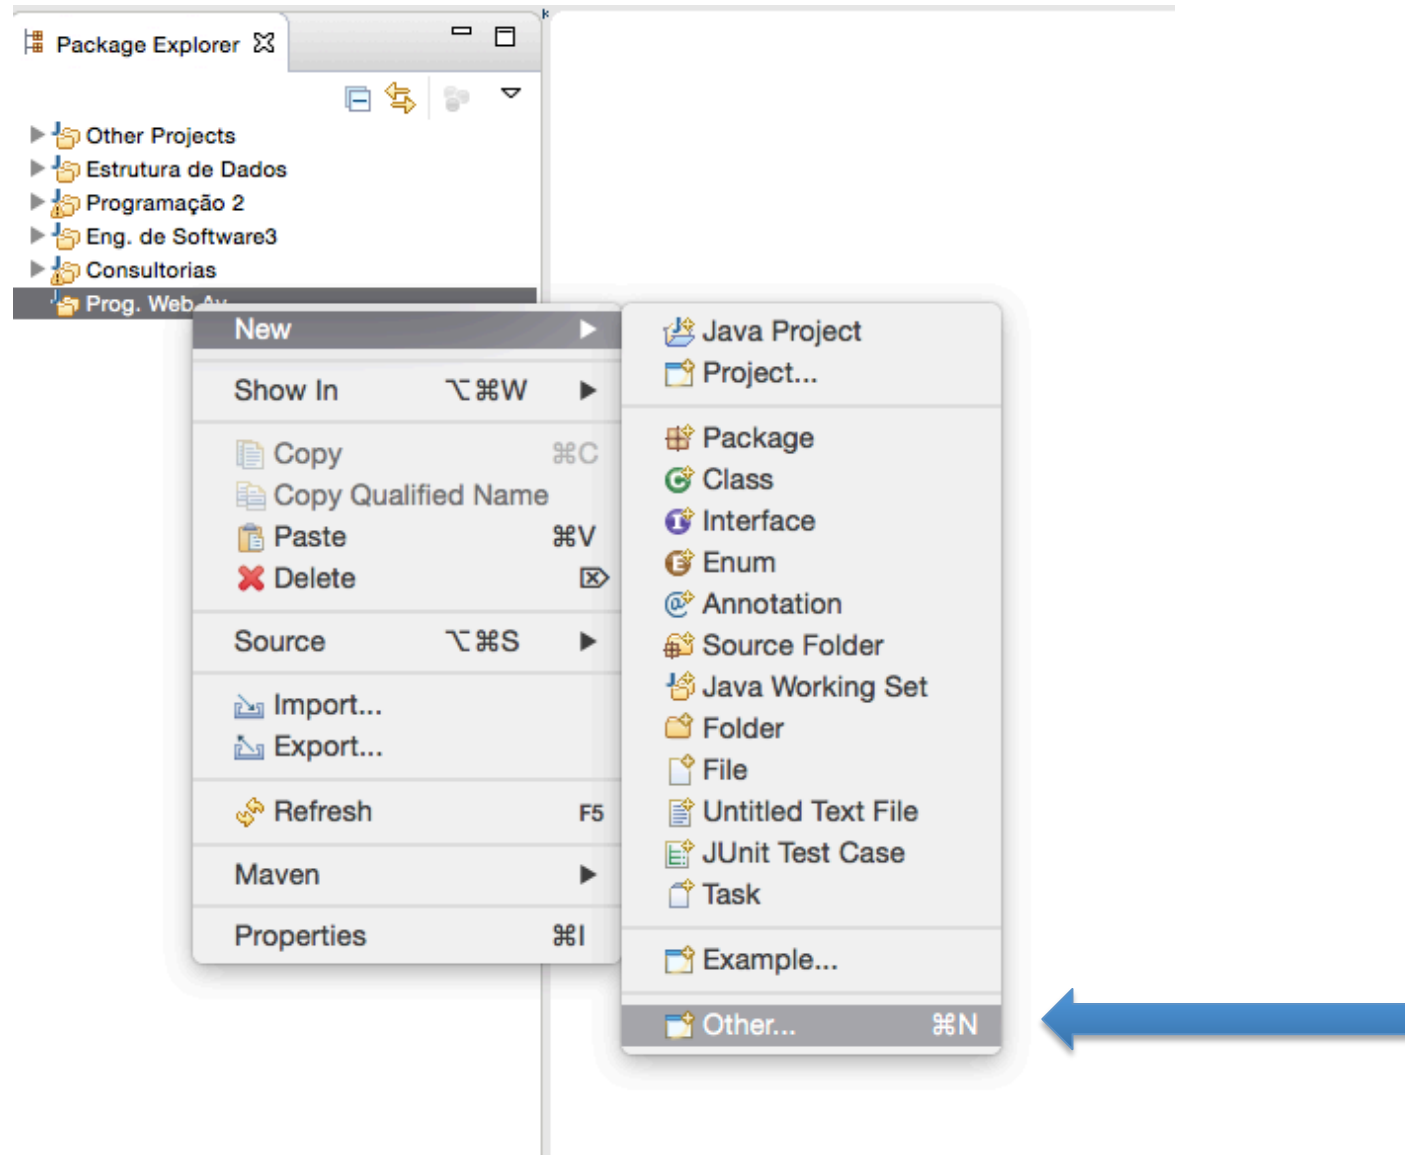 Package Explorer
Other Projects
Estrutura de Dados
Programação 2
Eng. de Software3
Consultorias
Prog. Web
New
Show In ⌥⌘W
Copy ⌘C
Copy Qualified Name
Paste ⌘V
Delete ⌦
Source ⌥⌘S
Import...
Export...
Refresh F5
Maven
Properties ⌘I
Java Project
Project...
Package
Class
Interface
Enum
Annotation
Source Folder
Java Working Set
Folder
File
Untitled Text File
JUnit Test Case
Task
Example...
Other... ⌘N